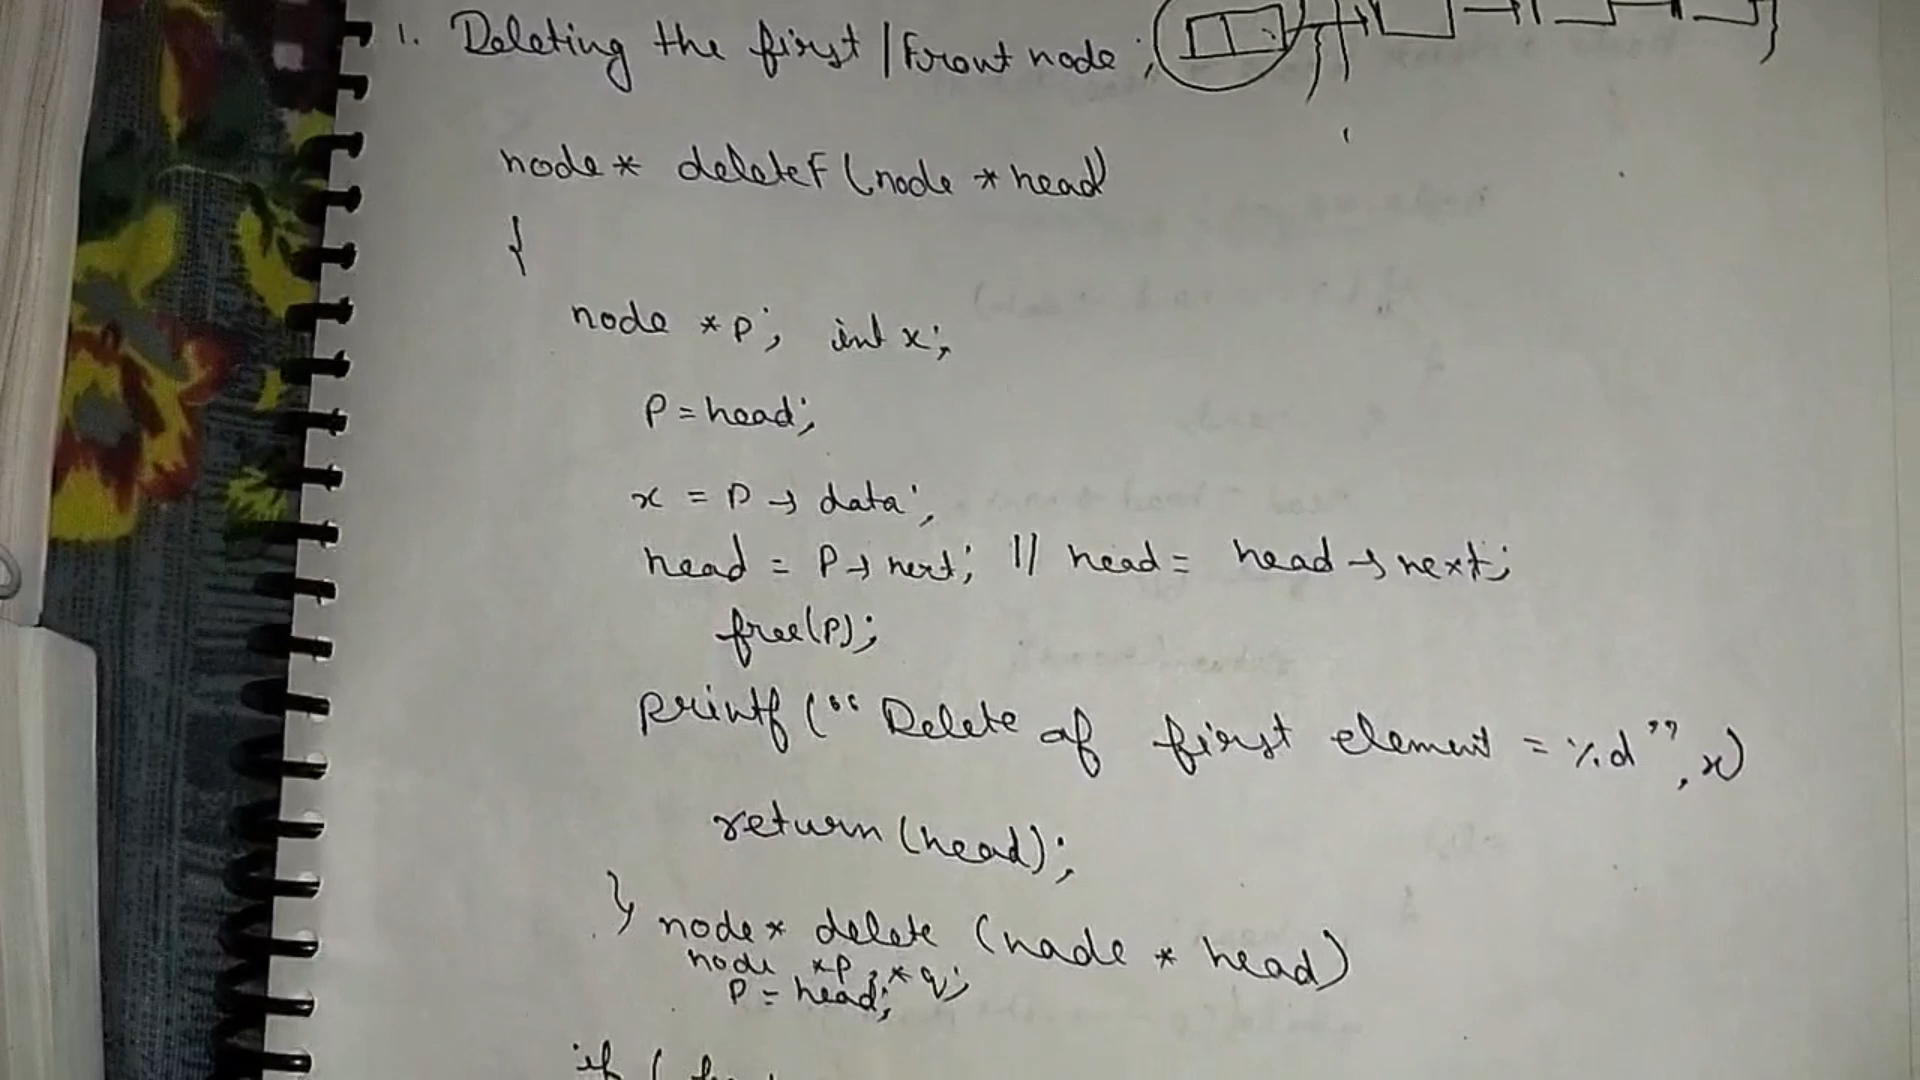 1. Deleting the first / Front node ;
node * deletef (node * head)
{
node *p; int x;
P = head;
x = P → data;
head = P → next; // head = head → next;
free(P);
printf (“ Delete of first element = %d ”, x)
return (head);
} node * delete (node * head)
node *p, *q;
P = head;
if (